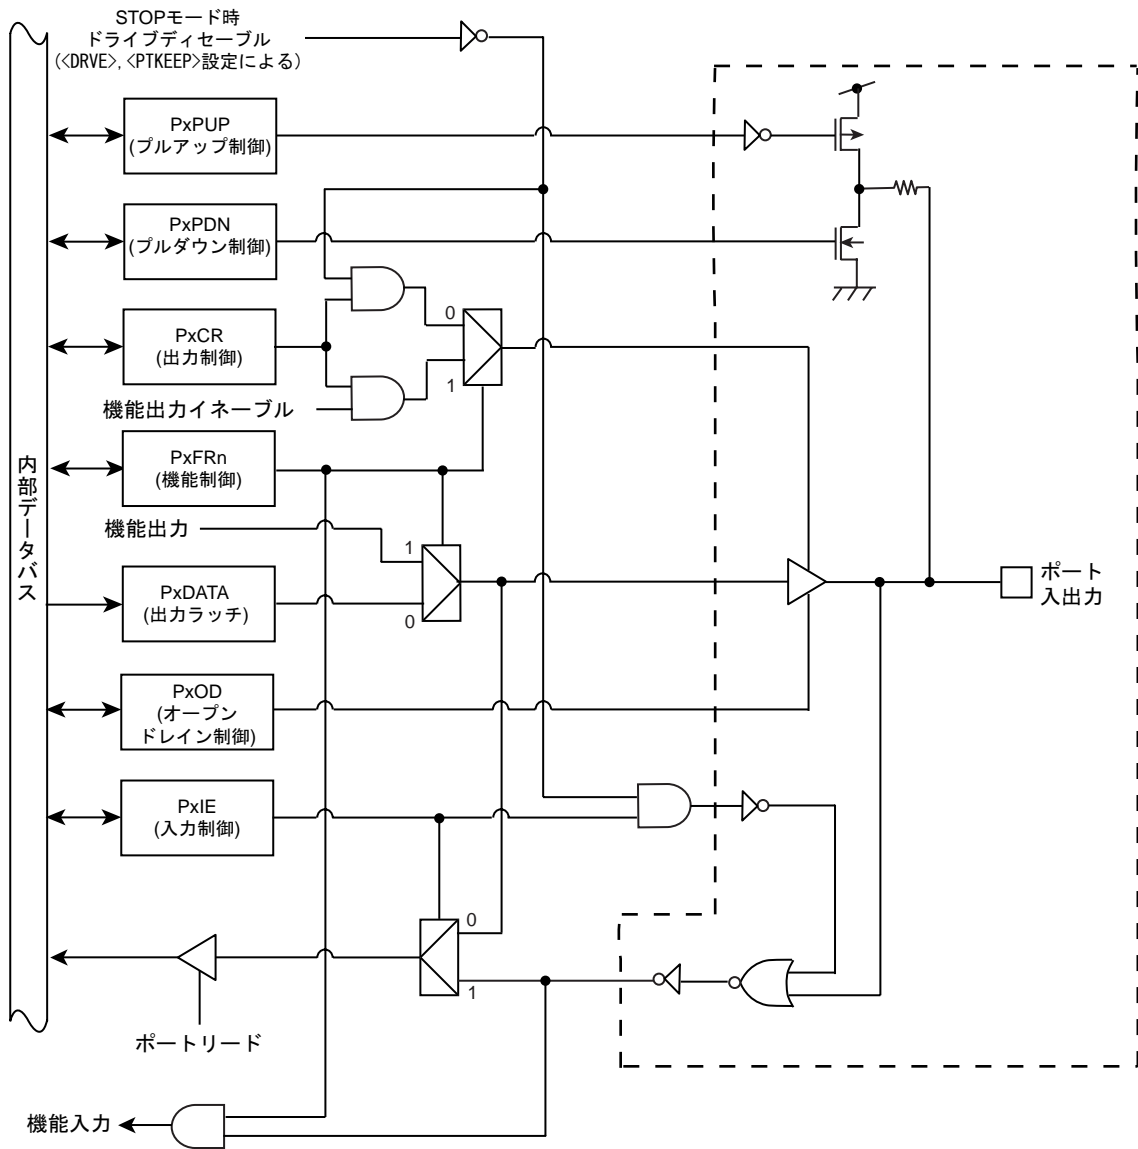 STOPモード時
ドライブディセーブル
(<DRVE>, <PTKEEP>設定による)
PxPUP
(プルアップ制御)
PxPDN
(プルダウン制御)
PxCR
(出力制御)
0
1
機能出力イネーブル
PxFRn
(機能制御)
内部データバス
機能出力
1
0
PxDATA
(出力ラッチ)
ポート
入出力
PxOD
(オープン
ドレイン制御)
PxIE
(入力制御)
0
1
ポートリード
機能入力